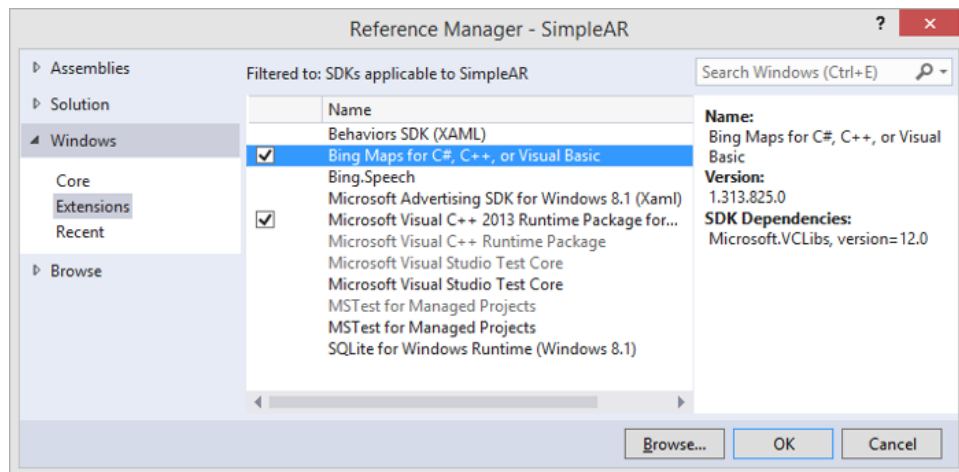 Reference Manager - SimpleAR
?
Assemblies
Solution
Windows
Core
Extensions
Recent
Browse
Filtered to: SDKs applicable to SimpleAR
Name
Behaviors SDK (XAML)
Bing Maps for C#, C++, or Visual Basic
Bing.Speech
Microsoft Advertising SDK for Windows 8.1 (Xaml)
Microsoft Visual C++ 2013 Runtime Package for...
Microsoft Visual C++ Runtime Package
Microsoft Visual Studio Test Core
Microsoft Visual Studio Test Core
MSTest for Managed Projects
MSTest for Managed Projects
SQLite for Windows Runtime (Windows 8.1)
Search Windows (Ctrl+E)
Name:
Bing Maps for C#, C++, or Visual
Basic
Version:
1.313.825.0
SDK Dependencies:
Microsoft.VCLibs, version=12.0
Browse...
OK
Cancel